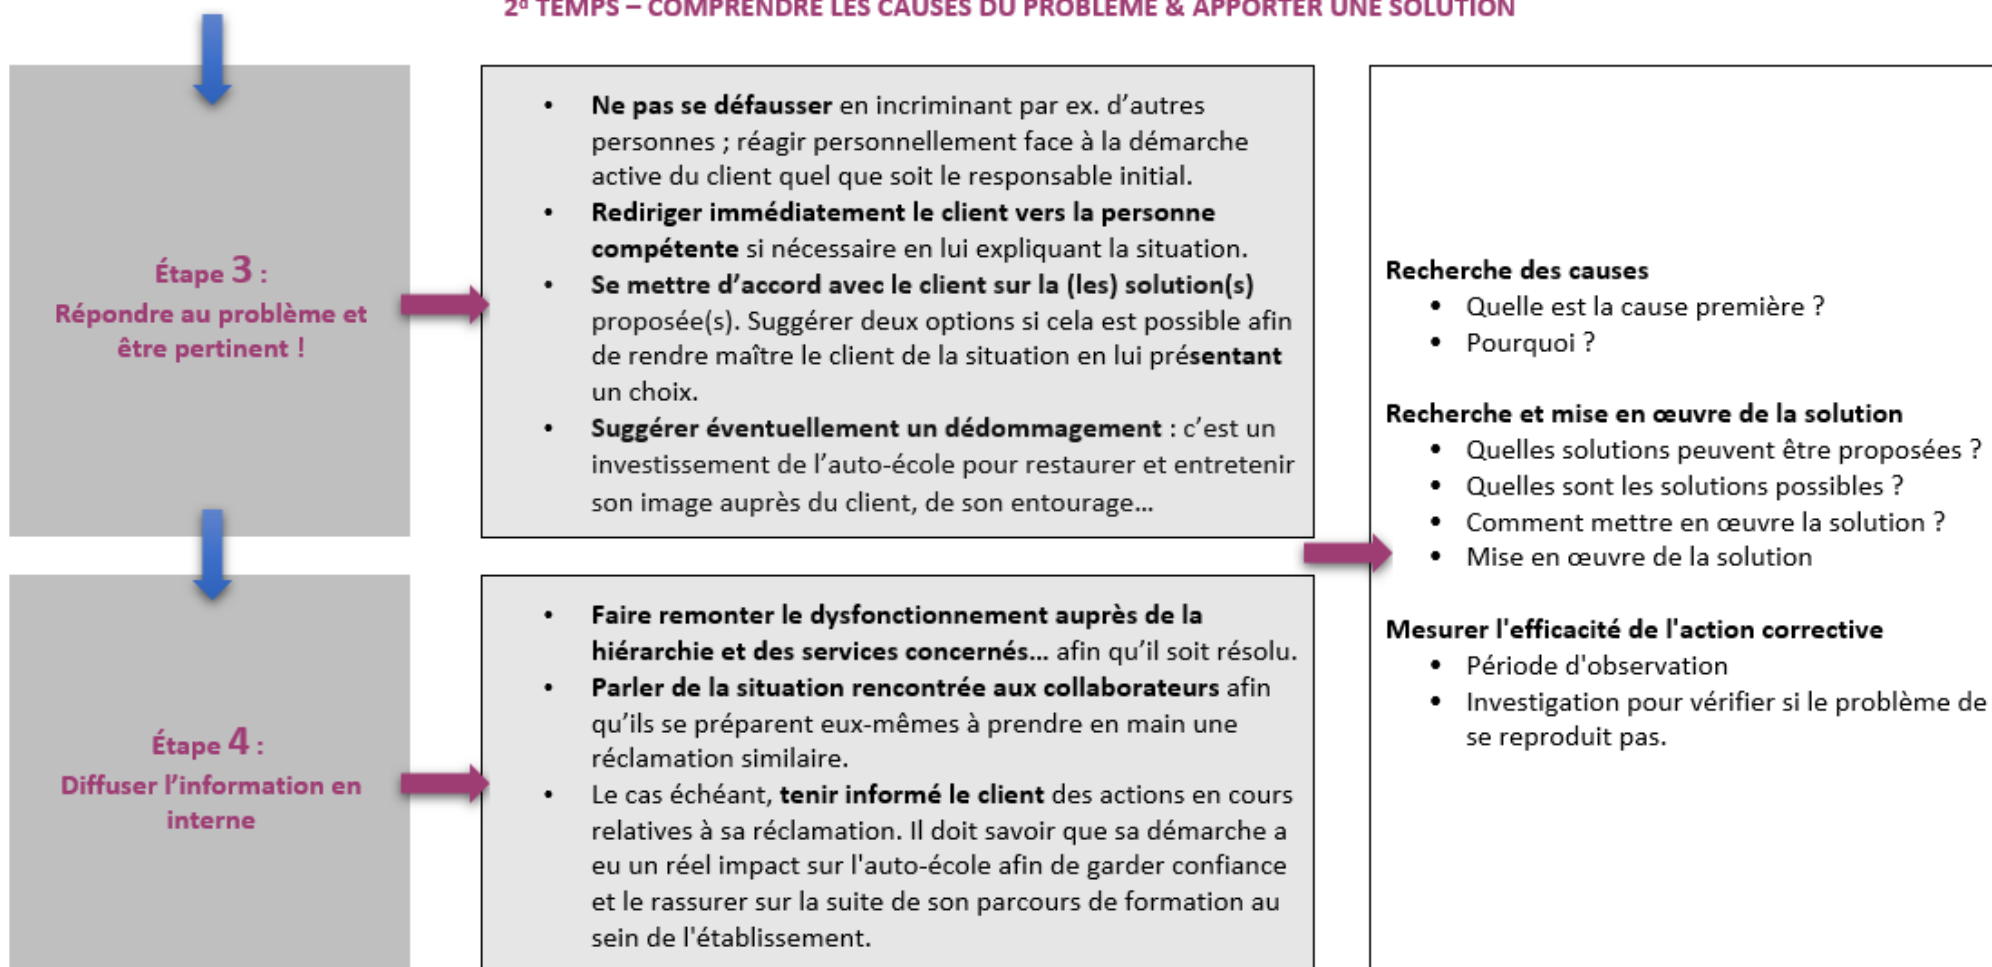 2ᵈ TEMPS – COMPRENDRE LES CAUSES DU PROBLÈME & APPORTER UNE SOLUTION
Étape 3 :
Répondre au problème et
être pertinent !
• Ne pas se défausser en incriminant par ex. d’autres
personnes ; réagir personnellement face à la démarche
active du client quel que soit le responsable initial.
• Rediriger immédiatement le client vers la personne
compétente si nécessaire en lui expliquant la situation.
• Se mettre d’accord avec le client sur la (les) solution(s)
proposée(s). Suggérer deux options si cela est possible afin
de rendre maître le client de la situation en lui présentant
un choix.
• Suggérer éventuellement un dédommagement : c’est un
investissement de l’auto-école pour restaurer et entretenir
son image auprès du client, de son entourage…
Étape 4 :
Diffuser l’information en
interne
• Faire remonter le dysfonctionnement auprès de la
hiérarchie et des services concernés… afin qu’il soit résolu.
• Parler de la situation rencontrée aux collaborateurs afin
qu’ils se préparent eux-mêmes à prendre en main une
réclamation similaire.
• Le cas échéant, tenir informé le client des actions en cours
relatives à sa réclamation. Il doit savoir que sa démarche a
eu un réel impact sur l'auto-école afin de garder confiance
et le rassurer sur la suite de son parcours de formation au
sein de l'établissement.
Recherche des causes
• Quelle est la cause première ?
• Pourquoi ?
Recherche et mise en œuvre de la solution
• Quelles solutions peuvent être proposées ?
• Quelles sont les solutions possibles ?
• Comment mettre en œuvre la solution ?
• Mise en œuvre de la solution
Mesurer l'efficacité de l'action corrective
• Période d'observation
• Investigation pour vérifier si le problème de
se reproduit pas.